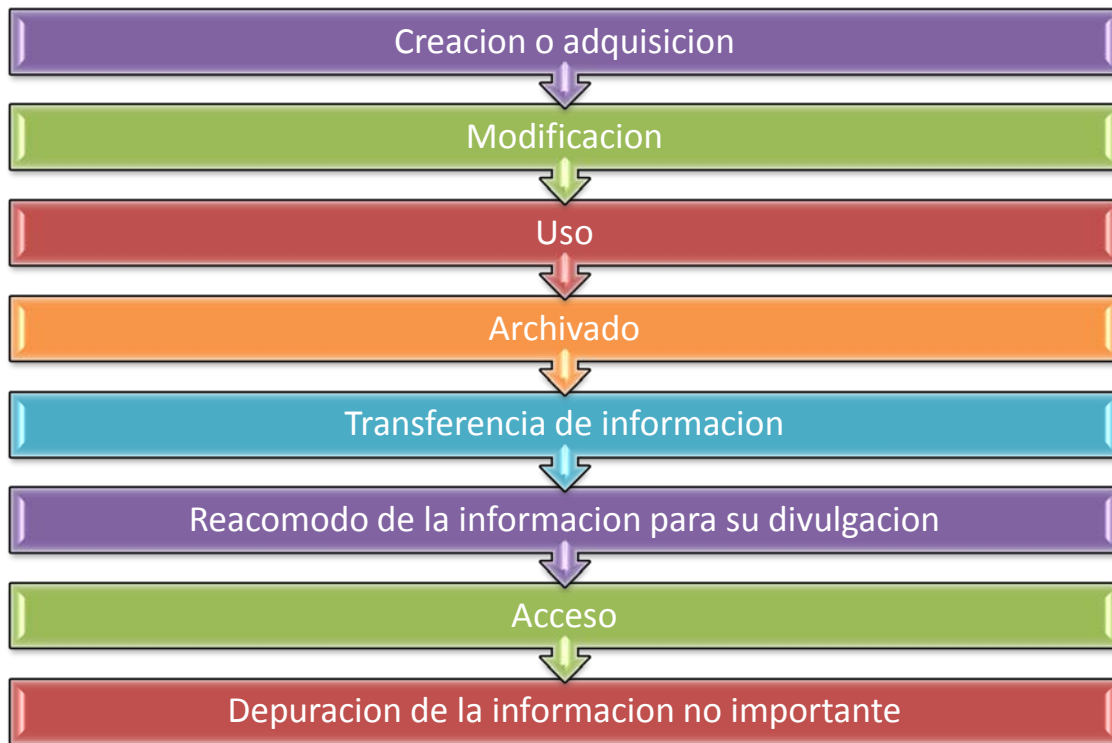 Creacion o adquisicion
Modificacion
Uso
Archivado
Transferencia de informacion
Reacomodo de la informacion para su divulgacion
Acceso
Depuracion de la informacion no importante